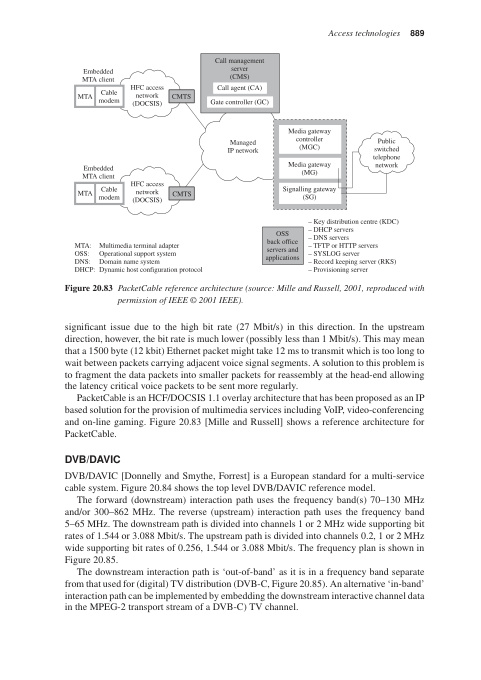 Access technologies 889
Call management
server
(CMS)
Call agent (CA)
Gate controller (GC)
Embedded
MTA client
MTA
Cable
modem
HFC access
network
(DOCSIS)
CMTS
Managed
IP network
Media gateway
controller
(MGC)
Media gateway
(MG)
Signalling gateway
(SG)
Public
switched
telephone
network
Embedded
MTA client
MTA
Cable
modem
HFC access
network
(DOCSIS)
CMTS
OSS
back office
servers and
applications
– Key distribution centre (KDC)
– DHCP servers
– DNS servers
– TFTP or HTTP servers
– SYSLOG server
– Record keeping server (RKS)
– Provisioning server
MTA: Multimedia terminal adapter
OSS: Operational support system
DNS: Domain name system
DHCP: Dynamic host configuration protocol
Figure 20.83 PacketCable reference architecture (source: Mille and Russell, 2001, reproduced with
permission of IEEE © 2001 IEEE).
significant issue due to the high bit rate (27 Mbit/s) in this direction. In the upstream
direction, however, the bit rate is much lower (possibly less than 1 Mbit/s). This may mean
that a 1500 byte (12 kbit) Ethernet packet might take 12 ms to transmit which is too long to
wait between packets carrying adjacent voice signal segments. A solution to this problem is
to fragment the data packets into smaller packets for reassembly at the head-end allowing
the latency critical voice packets to be sent more regularly.
PacketCable is an HCF/DOCSIS 1.1 overlay architecture that has been proposed as an IP
based solution for the provision of multimedia services including VoIP, video-conferencing
and on-line gaming. Figure 20.83 [Mille and Russell] shows a reference architecture for
PacketCable.
DVB/DAVIC
DVB/DAVIC [Donnelly and Smythe, Forrest] is a European standard for a multi-service
cable system. Figure 20.84 shows the top level DVB/DAVIC reference model.
The forward (downstream) interaction path uses the frequency band(s) 70–130 MHz
and/or 300–862 MHz. The reverse (upstream) interaction path uses the frequency band
5–65 MHz. The downstream path is divided into channels 1 or 2 MHz wide supporting bit
rates of 1.544 or 3.088 Mbit/s. The upstream path is divided into channels 0.2, 1 or 2 MHz
wide supporting bit rates of 0.256, 1.544 or 3.088 Mbit/s. The frequency plan is shown in
Figure 20.85.
The downstream interaction path is ‘out-of-band’ as it is in a frequency band separate
from that used for (digital) TV distribution (DVB-C, Figure 20.85). An alternative ‘in-band’
interaction path can be implemented by embedding the downstream interactive channel data
in the MPEG-2 transport stream of a DVB-C) TV channel.